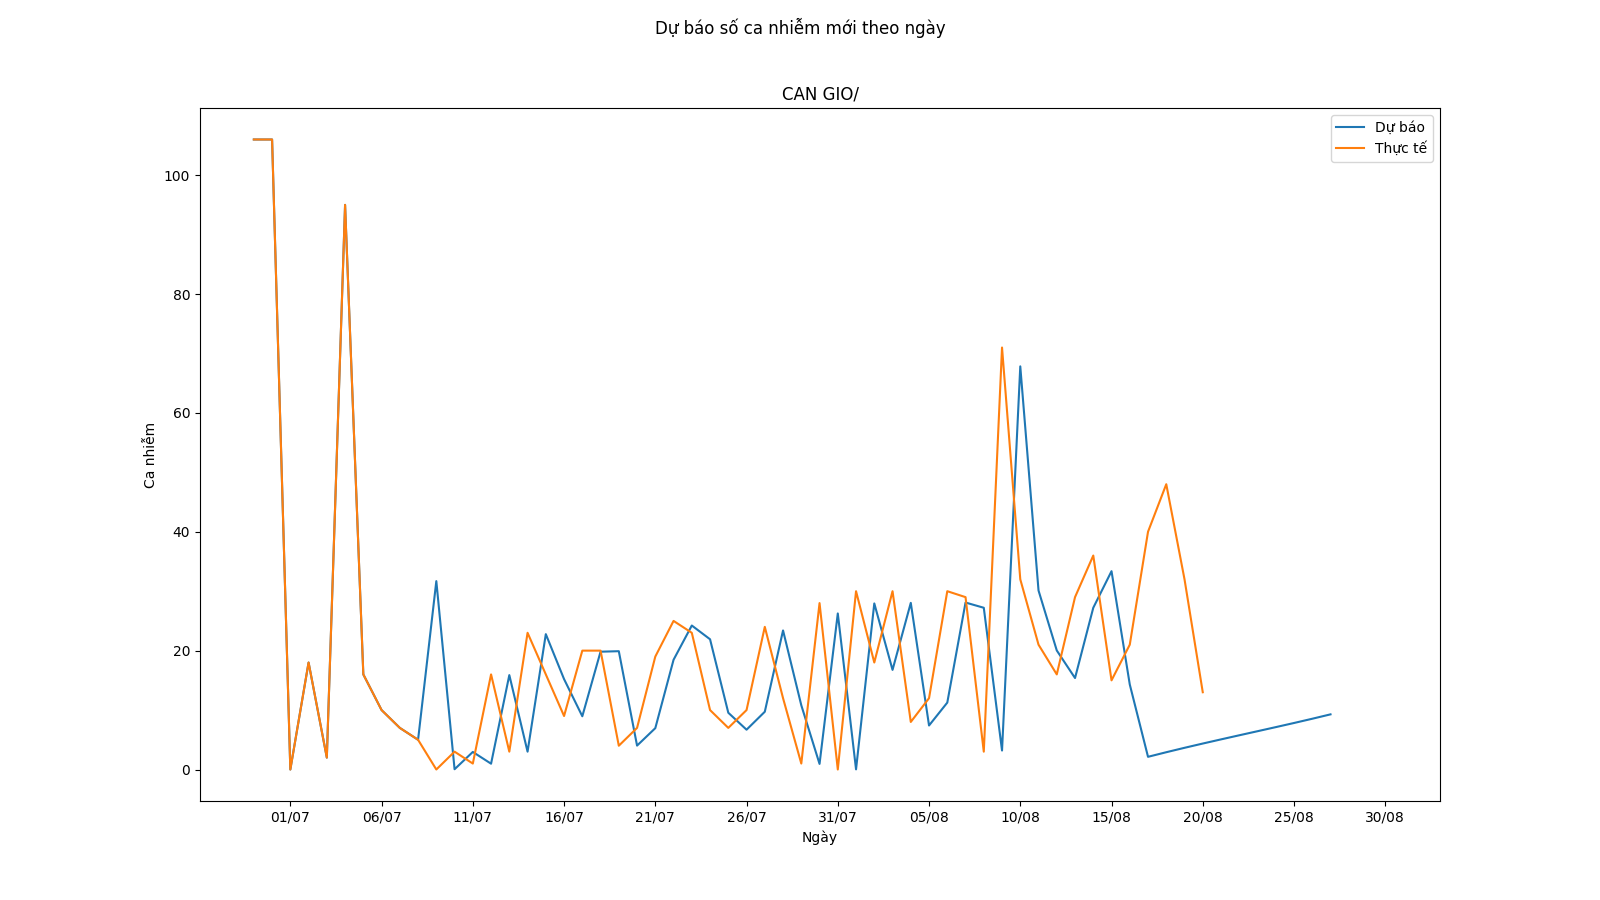 Dự báo số ca nhiễm mới theo ngày
CAN GIO/
Dự báo
Thực tế
100
80
60
40
20
0
Ca nhiễm
01/07 06/07 11/07 16/07 21/07 26/07 31/07 05/08 10/08 15/08 20/08 25/08 30/08
Ngày